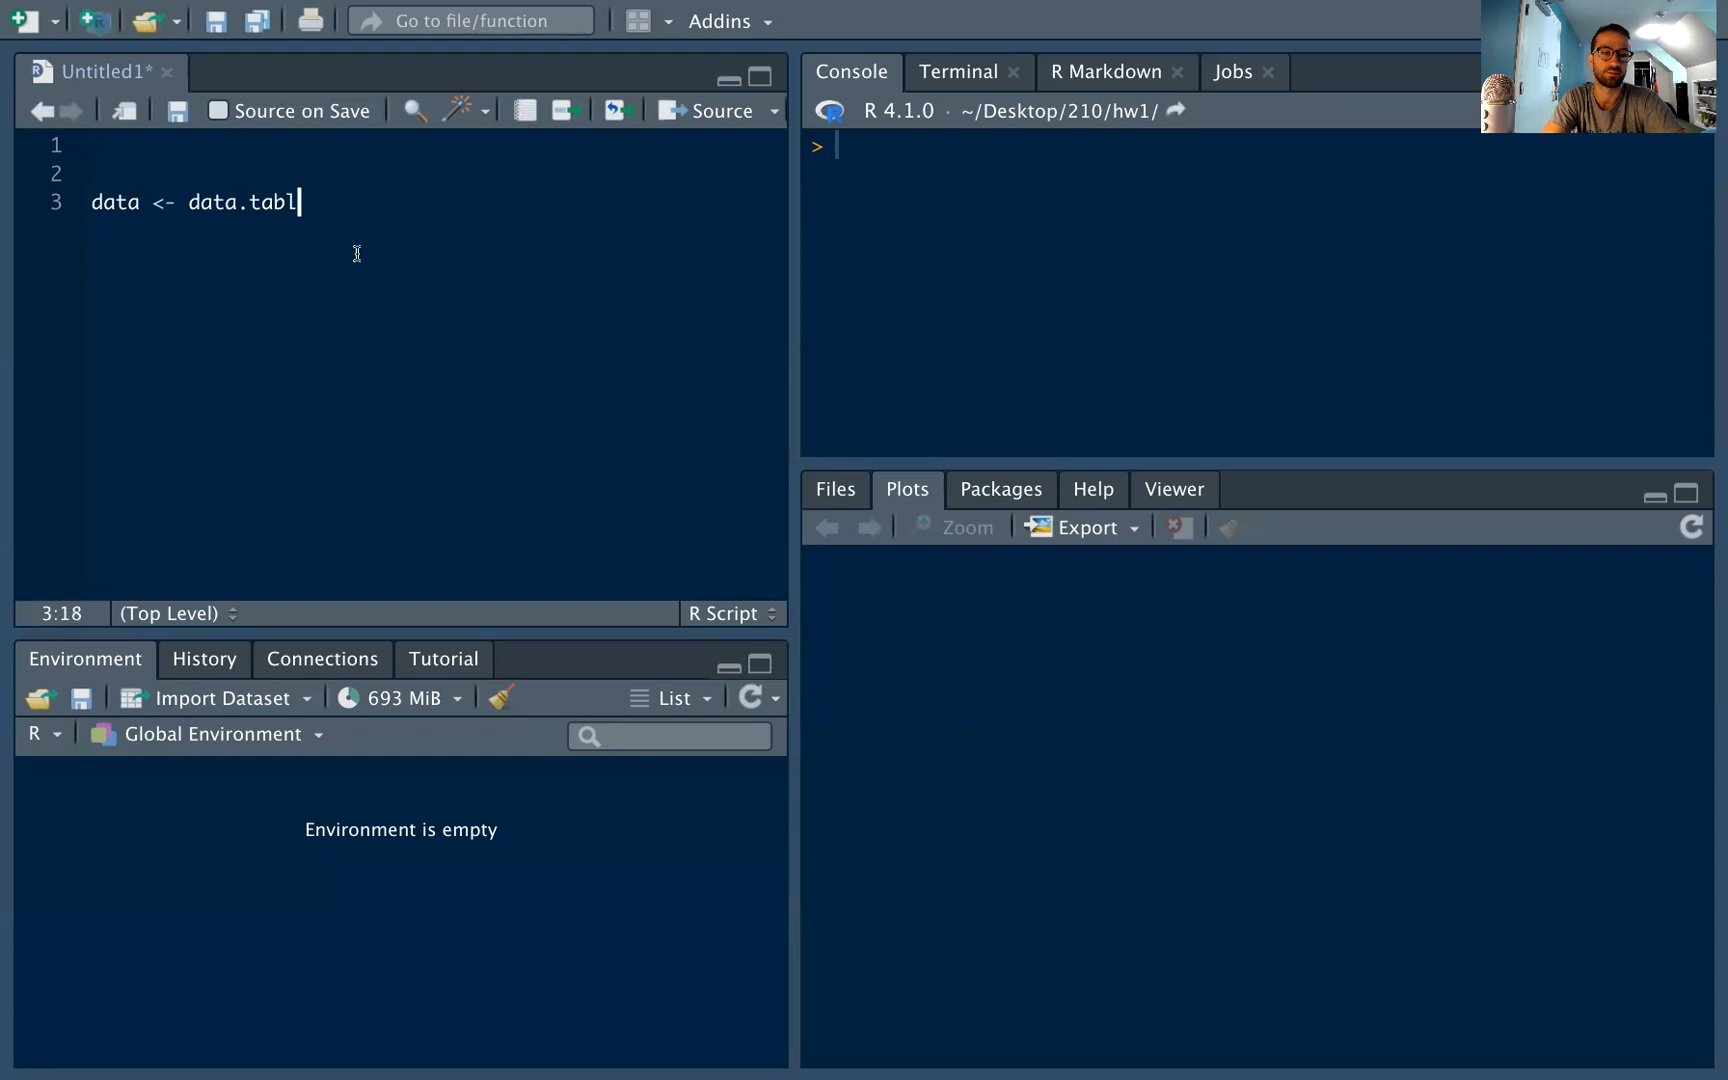 Go to file/function
Addins
Untitled1*
Source on Save
Source
1
2
3 data <- data.tabl
3:18
(Top Level)
R Script
Environment
History
Connections
Tutorial
Import Dataset
693 MiB
List
R
Global Environment
Environment is empty
Console
Terminal
R Markdown
Jobs
R 4.1.0 · ~/Desktop/210/hw1/
>
Files
Plots
Packages
Help
Viewer
Zoom
Export